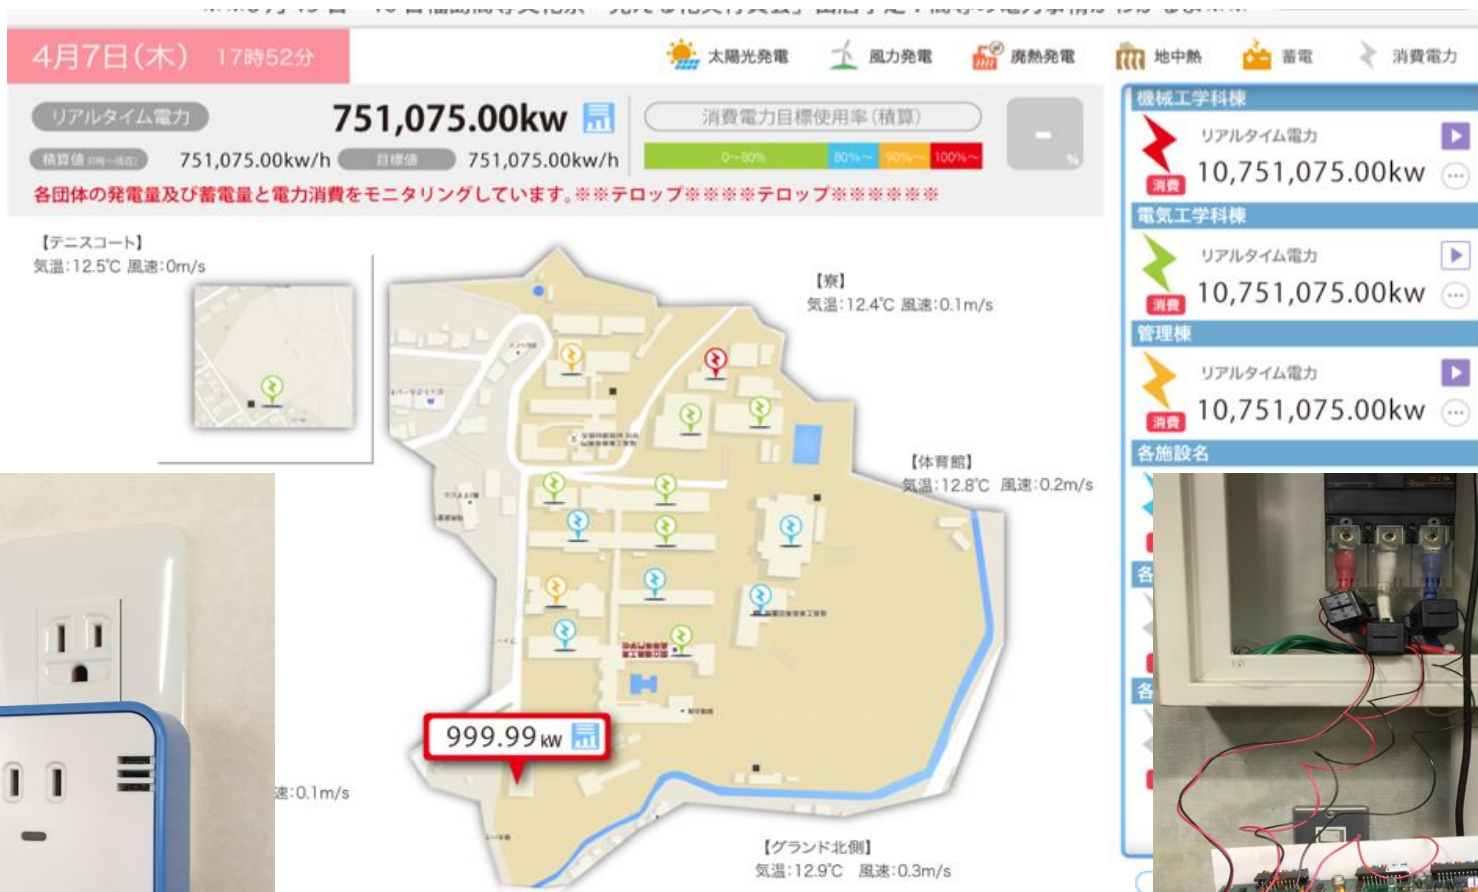 4月7日(木) 17時52分
太陽光発電
風力発電
廃熱発電
地中熱
蓄電
消費電力
リアルタイム電力
751,075.00kw
積算値
751,075.00kw/h
目標値
751,075.00kw/h
消費電力目標使用率(積算)
0~80%
80%~
90%~
100%~
-
%
各団体の発電量及び蓄電量と電力消費をモニタリングしています。※※テロップ※※※※テロップ※※※※※※
【テニスコート】
気温:12.5℃ 風速:0m/s
【寮】
気温:12.4℃ 風速:0.1m/s
【体育館】
気温:12.8℃ 風速:0.2m/s
999.99kw
速:0.1m/s
【グランド北側】
気温:12.9℃ 風速:0.3m/s
機械工学科棟
リアルタイム電力
消費
10,751,075.00kw
電気工学科棟
リアルタイム電力
消費
10,751,075.00kw
管理棟
リアルタイム電力
消費
10,751,075.00kw
各施設名
各
各